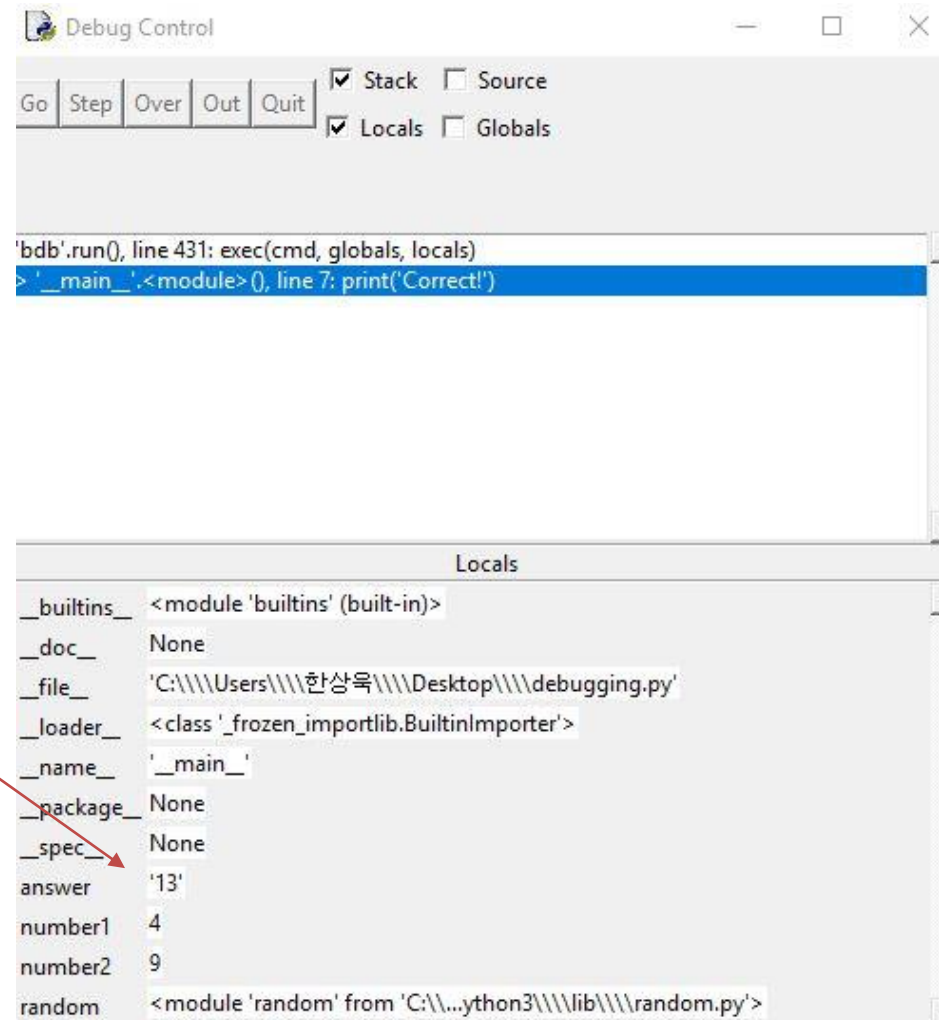 Debug Control
Go Step Over Out Quit
Stack Source
Locals Globals
'bdb'.run(), line 431: exec(cmd, globals, locals)
> '__main__'.<module>(), line 7: print('Correct!')
Locals
__builtins__ <module 'builtins' (built-in)>
__doc__ None
__file__ 'C:\\\\Users\\\\한상욱\\\\Desktop\\\\debugging.py'
__loader__ <class '_frozen_importlib.BuiltinImporter'>
__name__ '__main__'
__package__ None
__spec__ None
answer '13'
number1 4
number2 9
random <module 'random' from 'C:\\...ython3\\\\lib\\\\random.py'>